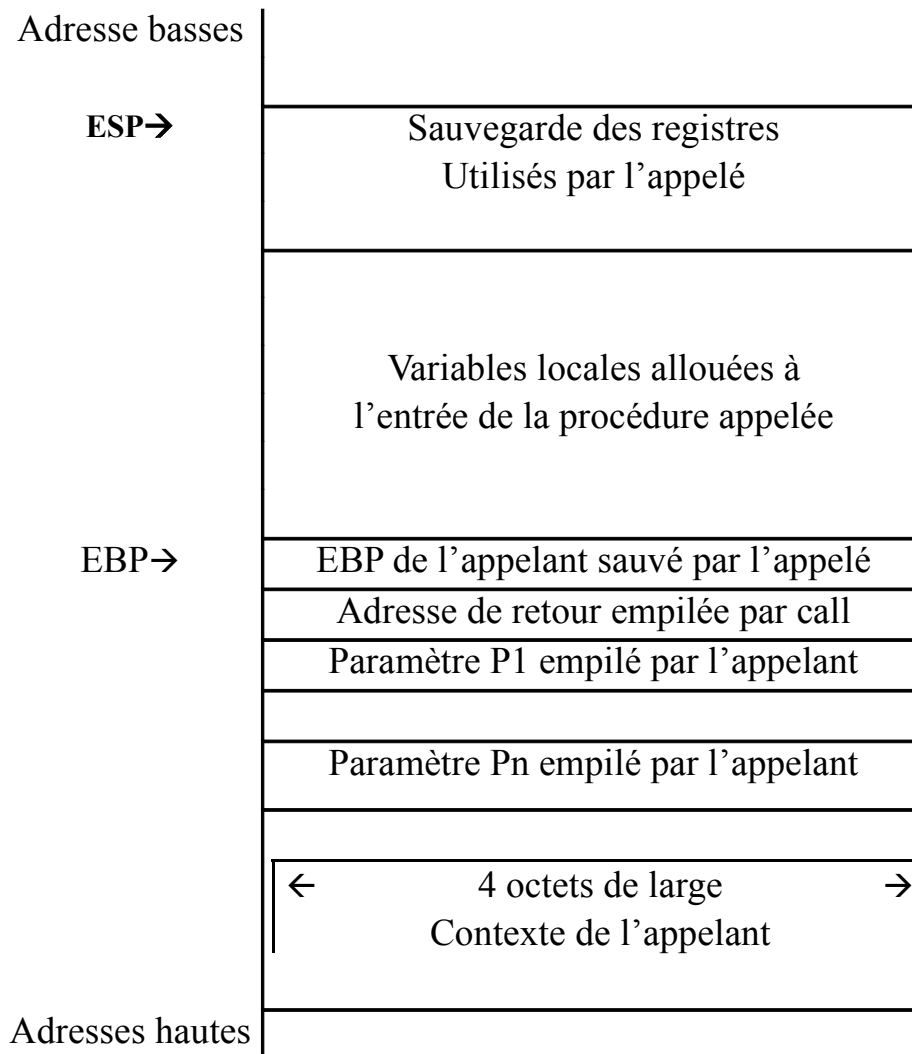 Adresse basses
ESP→
Sauvegarde des registres
Utilisés par l’appelé
Variables locales allouées à
l’entrée de la procédure appelée
EBP→
EBP de l’appelant sauvé par l’appelé
Adresse de retour empilée par call
Paramètre P1 empilé par l’appelant
Paramètre Pn empilé par l’appelant
← 4 octets de large →
Contexte de l’appelant
Adresses hautes